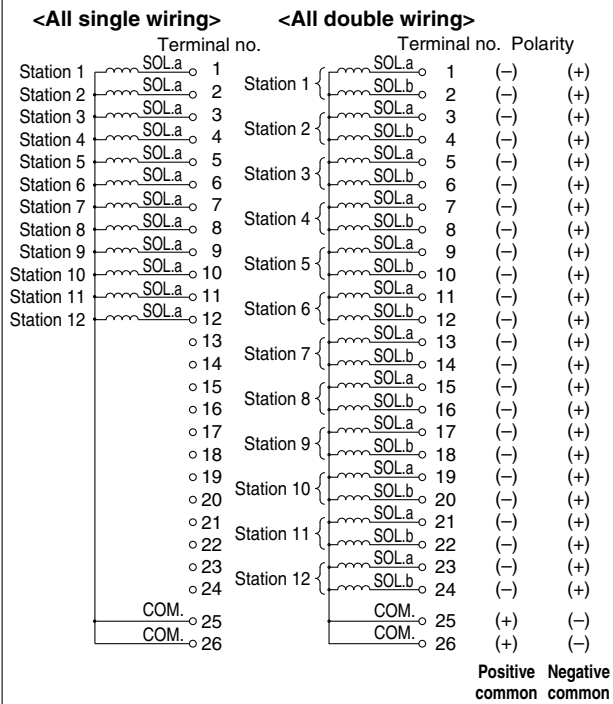 <All single wiring> <All double wiring>
Terminal no. Terminal no. Polarity
Station 1 SOL.a 1 Station 1 SOL.a 1 (–) (+)
Station 2 SOL.a 2 SOL.b 2 (–) (+)
Station 3 SOL.a 3 Station 2 SOL.a 3 (–) (+)
Station 4 SOL.a 4 SOL.b 4 (–) (+)
Station 5 SOL.a 5 Station 3 SOL.a 5 (–) (+)
Station 6 SOL.a 6 SOL.b 6 (–) (+)
Station 7 SOL.a 7 Station 4 SOL.a 7 (–) (+)
Station 8 SOL.a 8 SOL.b 8 (–) (+)
Station 9 SOL.a 9 Station 5 SOL.a 9 (–) (+)
Station 10 SOL.a 10 SOL.b 10 (–) (+)
Station 11 SOL.a 11 Station 6 SOL.a 11 (–) (+)
Station 12 SOL.a 12 SOL.b 12 (–) (+)
13 Station 7 SOL.a 13 (–) (+)
14 SOL.b 14 (–) (+)
15 Station 8 SOL.a 15 (–) (+)
16 SOL.b 16 (–) (+)
17 Station 9 SOL.a 17 (–) (+)
18 SOL.b 18 (–) (+)
19 Station 10 SOL.a 19 (–) (+)
20 SOL.b 20 (–) (+)
21 Station 11 SOL.a 21 (–) (+)
22 SOL.b 22 (–) (+)
23 Station 12 SOL.a 23 (–) (+)
24 SOL.b 24 (–) (+)
COM. 25 COM. 25 (+) (–)
COM. 26 COM. 26 (+) (–)
Positive Negative
common common